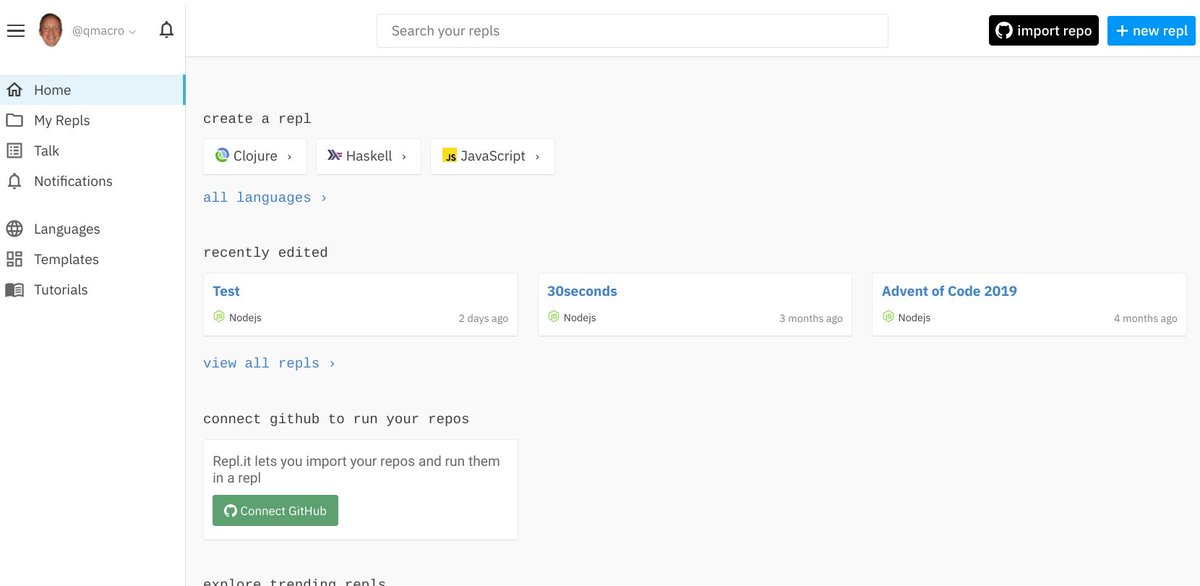 @qmacro
Search your repls
import repo
+ new repl
Home
My Repls
Talk
Notifications
Languages
Templates
Tutorials
create a repl
Clojure ›
Haskell ›
JS JavaScript ›
all languages ›
recently edited
Test
Nodejs
2 days ago
30seconds
Nodejs
3 months ago
Advent of Code 2019
Nodejs
4 months ago
view all repls ›
connect github to run your repos
Repl.it lets you import your repos and run them
in a repl
Connect GitHub
explore trending repls